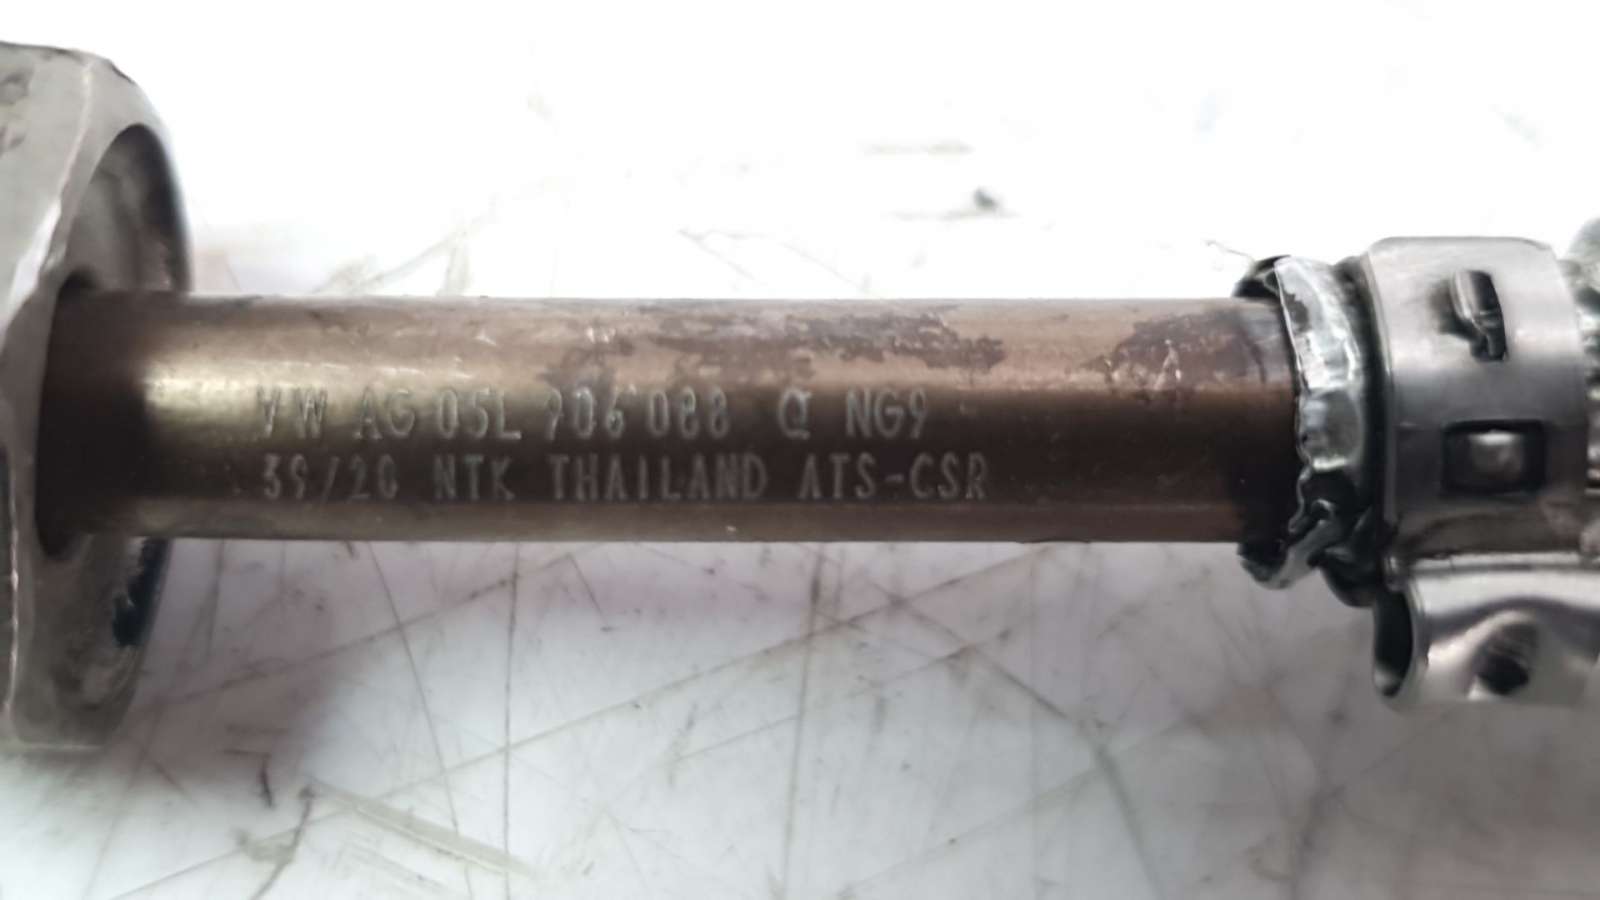 VW AG 05L 906 088 Q NG9
39/20 NTK THAILAND ATS-CSR